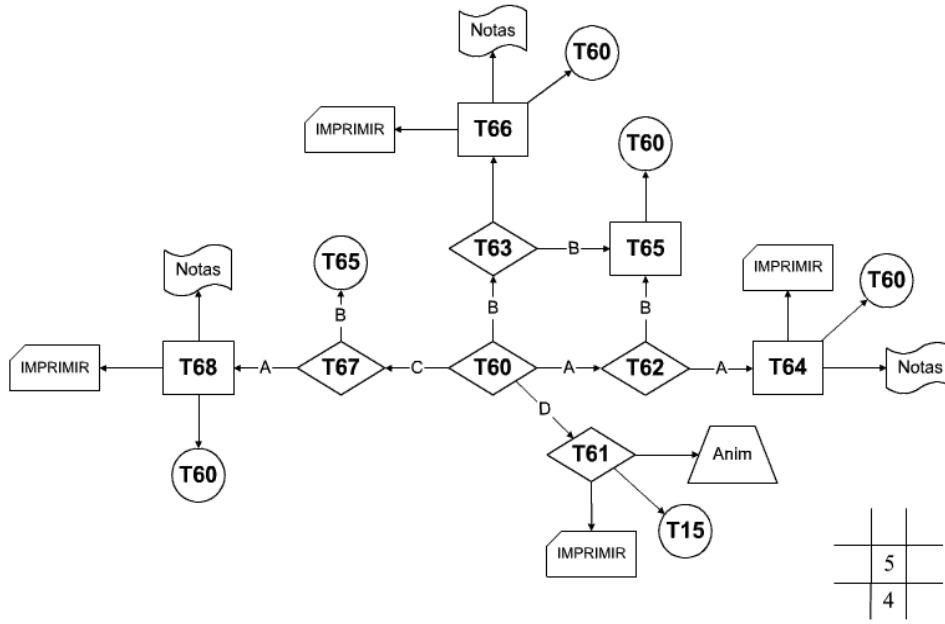 Notas
T60
IMPRIMIR
T66
T60
T63
B
T65
Notas
T65
IMPRIMIR
T60
B
B
B
IMPRIMIR
T68
A
T67
C
T60
A
T62
A
T64
Notas
D
T60
T61
Anim
IMPRIMIR
T15
5
4